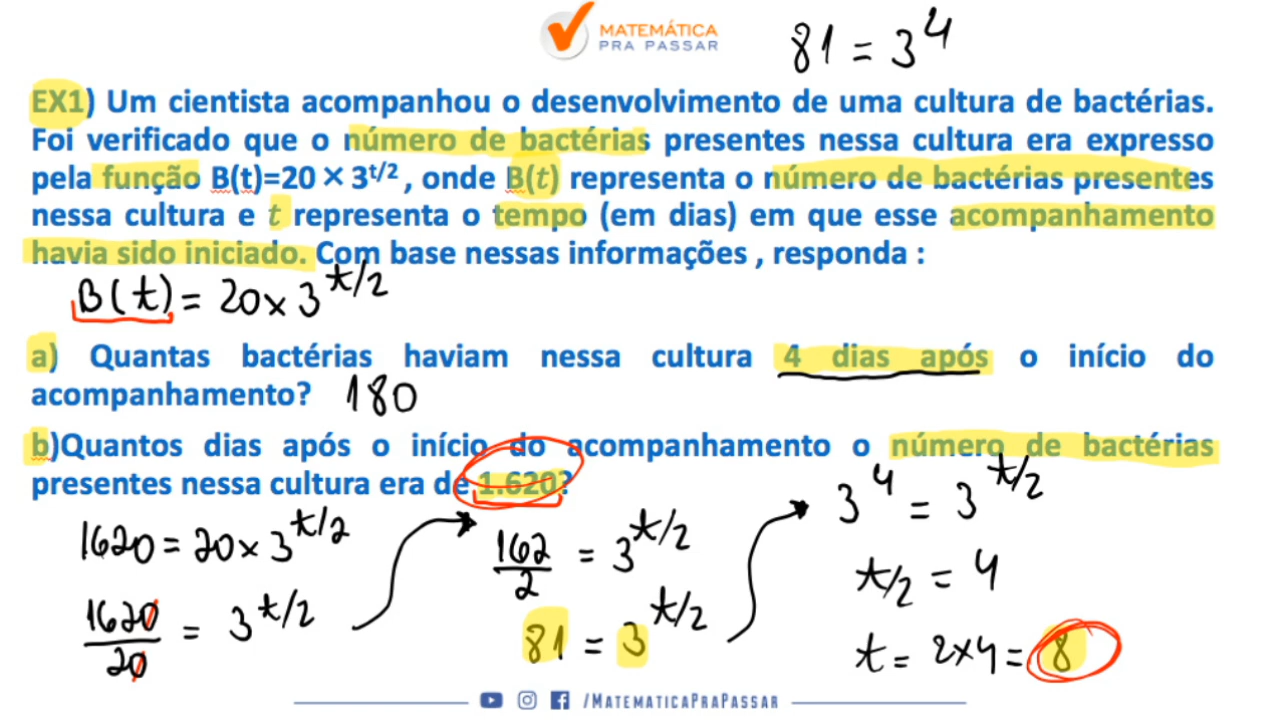 MATEMÁTICA
PRA PASSAR
81 = 3^4
EX1) Um cientista acompanhou o desenvolvimento de uma cultura de bactérias.
Foi verificado que o número de bactérias presentes nessa cultura era expresso
pela função B(t)=20 × 3^t/2 , onde B(t) representa o número de bactérias presentes
nessa cultura e t representa o tempo (em dias) em que esse acompanhamento
havia sido iniciado. Com base nessas informações , responda :
B(t) = 20 × 3^t/2
a) Quantas bactérias haviam nessa cultura 4 dias após o início do
acompanhamento? 180
b)Quantos dias após o início do acompanhamento o número de bactérias
presentes nessa cultura era de 1.620?
1620 = 20 × 3^t/2
1620/20 = 3^t/2
162/2 = 3^t/2
81 = 3^t/2
3^4 = 3^t/2
t/2 = 4
t = 2×4 = 8
/MATEMATICAPRAPASSAR